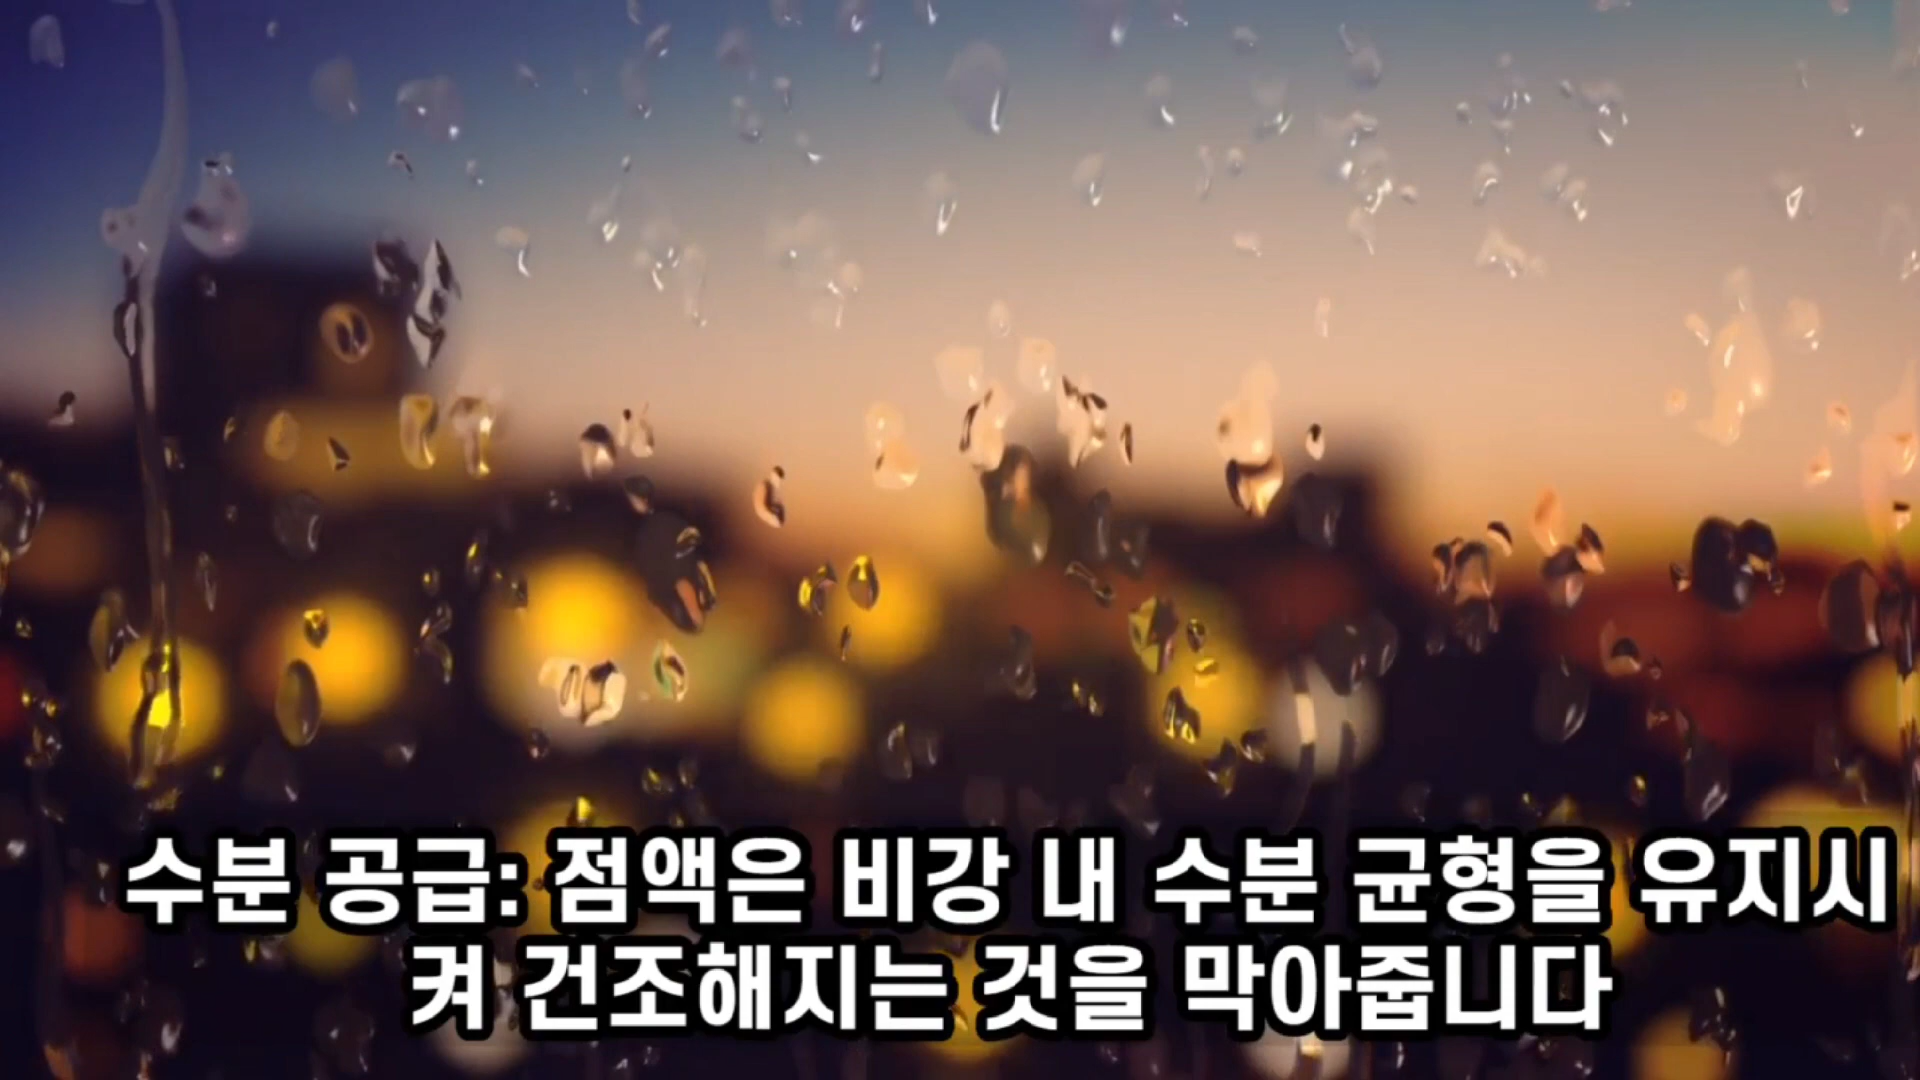 수분 공급: 점액은 비강 내 수분 균형을 유지시
켜 건조해지는 것을 막아줍니다